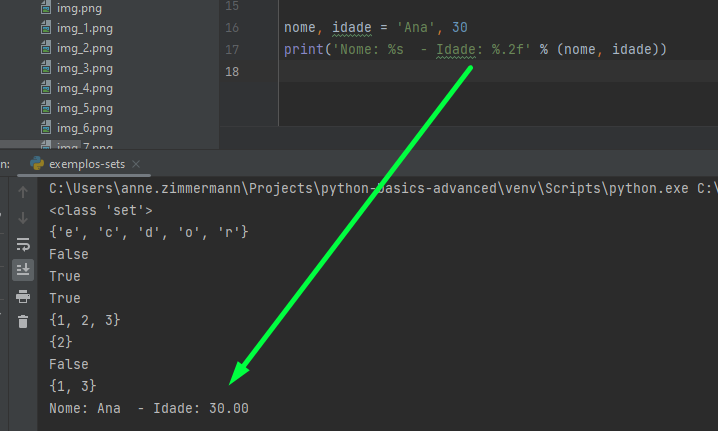 img.png
img_1.png
img_2.png
img_3.png
img_4.png
img_5.png
img_6.png
img_7.png
15
16 nome, idade = 'Ana', 30
17 print('Nome: %s  - Idade: %.2f' % (nome, idade))
18
n: exemplos-sets
C:\Users\anne.zimmermann\Projects\python-basics-advanced\venv\Scripts\python.exe C:\
<class 'set'>
{'e', 'c', 'd', 'o', 'r'}
False
True
True
{1, 2, 3}
{2}
False
{1, 3}
Nome: Ana  - Idade: 30.00